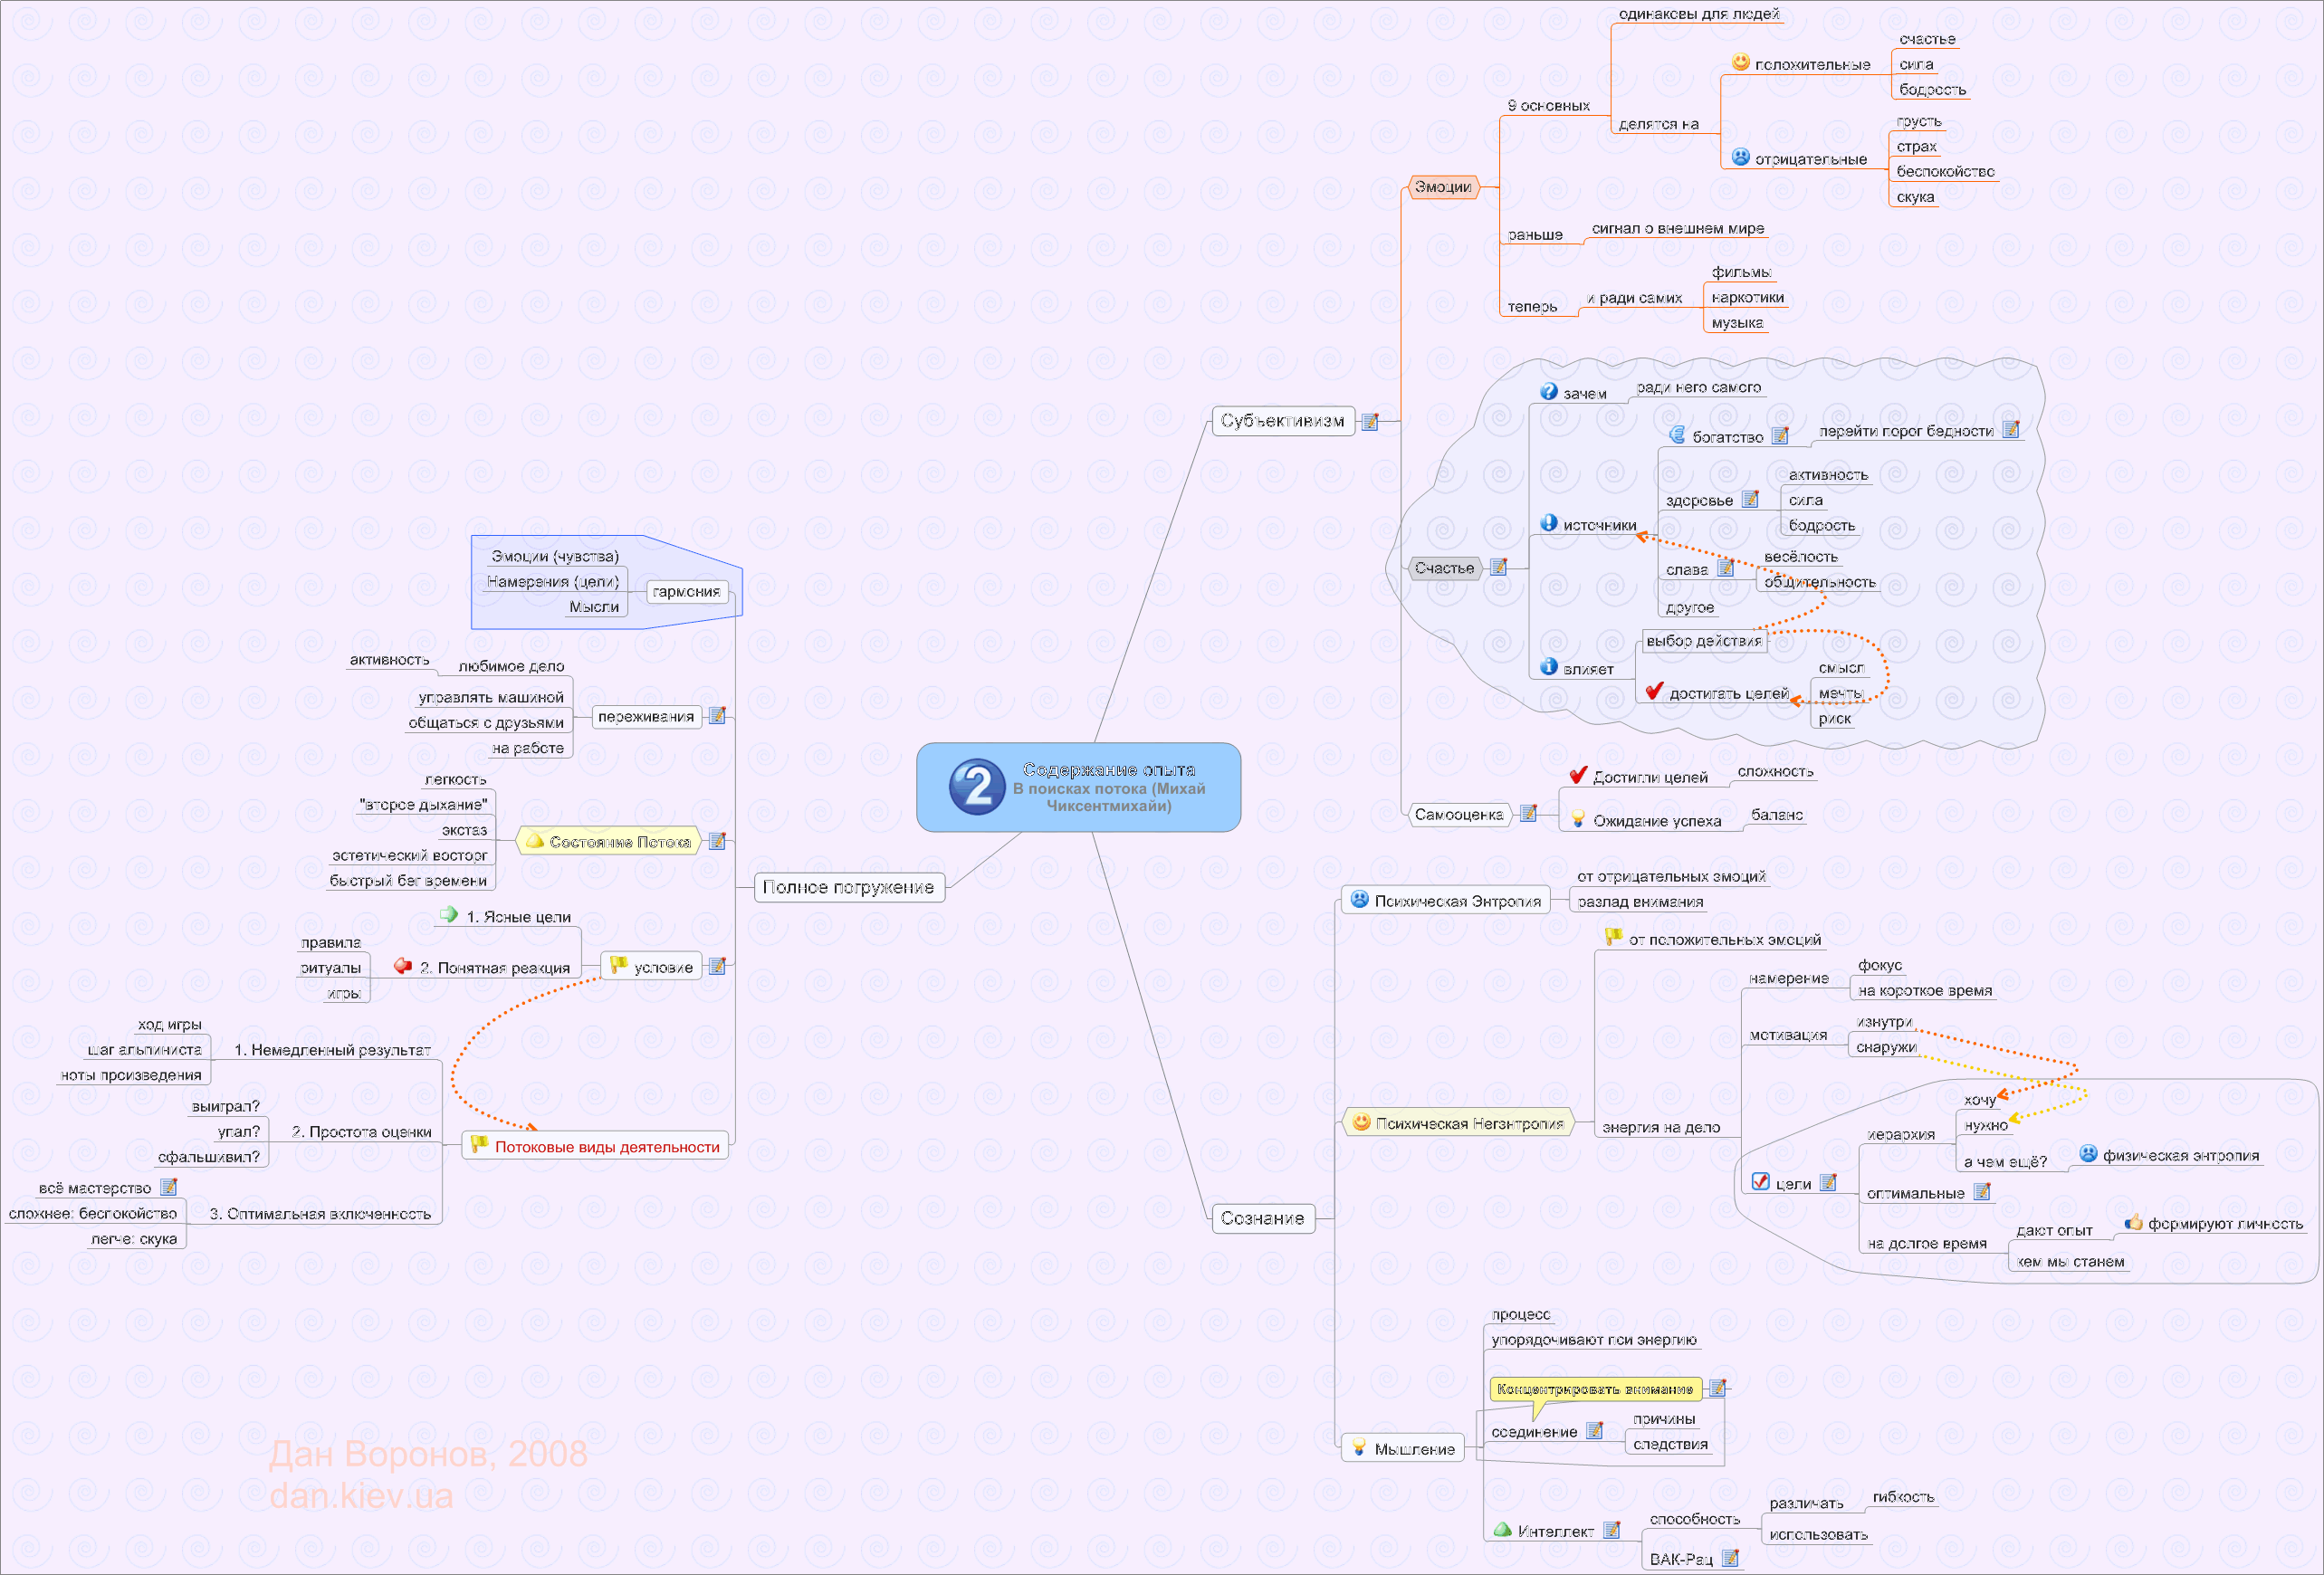 Содержание опыта
В поисках потока (Михай
Чиксентмихайи)
Субъективизм
Эмоции
9 основных
одинаковы для людей
делятся на
положительные
счастье
сила
бодрость
отрицательные
грусть
страх
беспокойство
скука
раньше
сигнал о внешнем мире
теперь
и ради самих
фильмы
наркотики
музыка
Счастье
зачем
ради него самого
источники
богатство
перейти порог бедности
здоровье
активность
сила
бодрость
слава
весёлость
общительность
другое
влияет
выбор действия
достигать целей
смысл
мечты
риск
Самооценка
Достигли целей
сложность
Ожидание успеха
баланс
Сознание
Психическая Энтропия
от отрицательных эмоций
разлад внимания
Психическая Негэнтропия
от положительных эмоций
энергия на дело
намерение
фокус
на короткое время
мотивация
изнутри
снаружи
цели
иерархия
хочу
нужно
а чем ещё?
физическая энтропия
оптимальные
на долгое время
дают опыт
формируют личность
кем мы станем
Мышление
процесс
упорядочивают пси энергию
Концентрировать внимание
соединение
причины
следствия
Интеллект
способность
различать
гибкость
использовать
ВАК-Рац
Полное погружение
гармония
Эмоции (чувства)
Намерения (цели)
Мысли
переживания
любимое дело
активность
управлять машиной
общаться с друзьями
на работе
Состояние Потока
легкость
"второе дыхание"
экстаз
эстетический восторг
быстрый бег времени
условие
1. Ясные цели
2. Понятная реакция
правила
ритуалы
игры
Потоковые виды деятельности
1. Немедленный результат
ход игры
шаг альпиниста
ноты произведения
2. Простота оценки
выиграл?
упал?
сфальшивил?
3. Оптимальная включенность
всё мастерство
сложнее: беспокойство
легче: скука
Дан Воронов, 2008
dan.kiev.ua
2